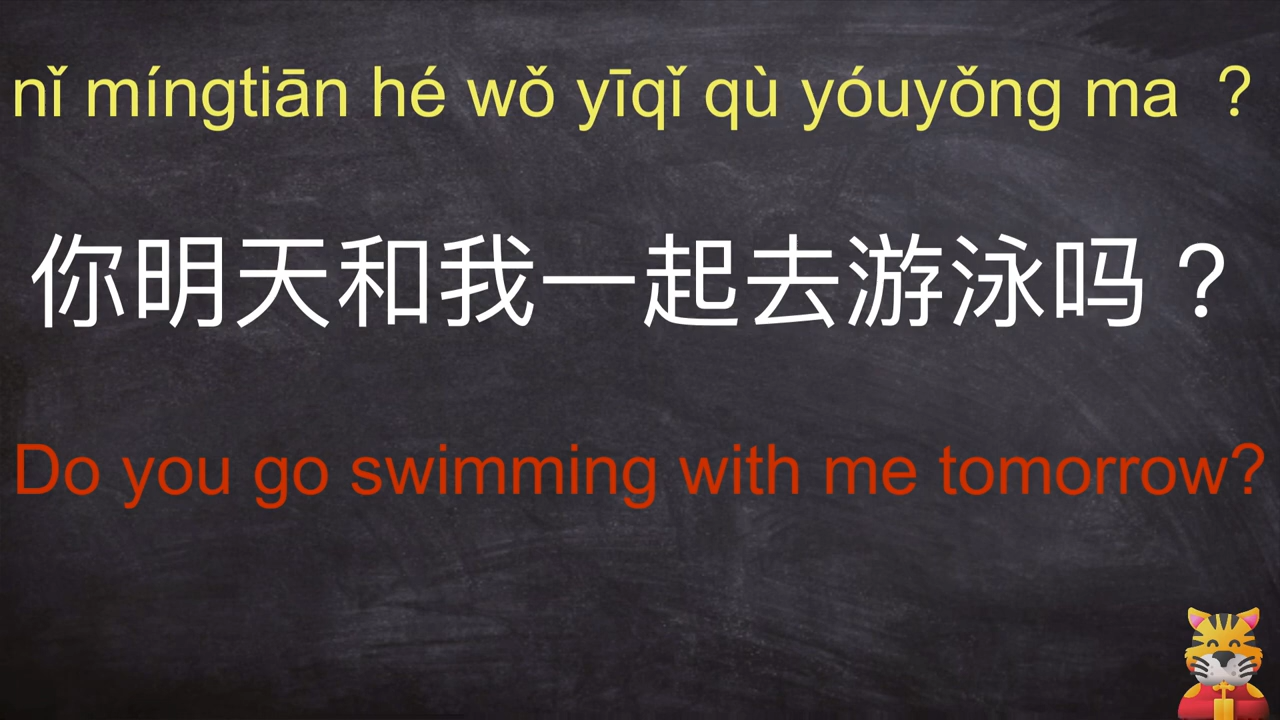 nǐ míngtiān hé wǒ yīqǐ qù yóuyǒng ma ？
你明天和我一起去游泳吗？
Do you go swimming with me tomorrow?